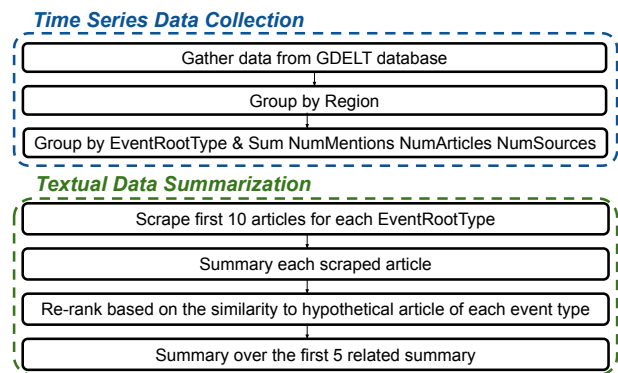 Time Series Data Collection
Gather data from GDELT database
Group by Region
Group by EventRootType & Sum NumMentions NumArticles NumSources
Textual Data Summarization
Scrape first 10 articles for each EventRootType
Summary each scraped article
Re-rank based on the similarity to hypothetical article of each event type
Summary over the first 5 related summary